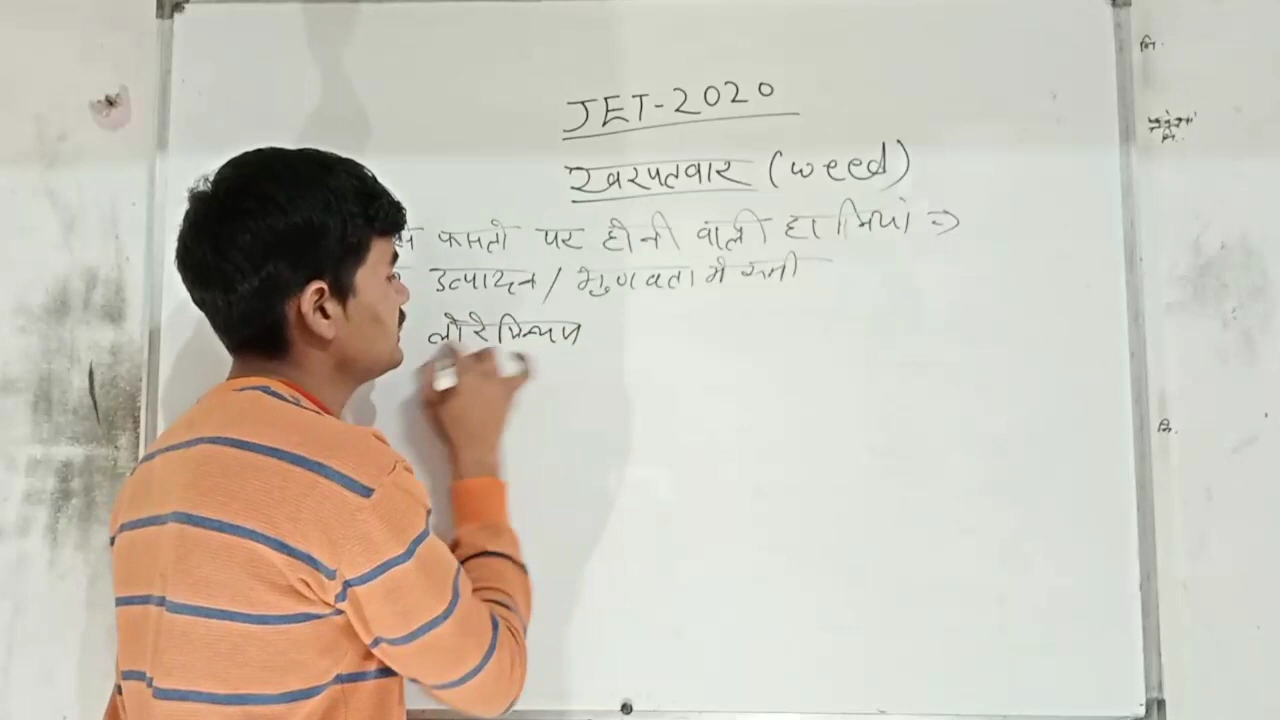 JET-2020
खरपतवार (weed)
फसलो पर होनी वाली हानियां =>
उत्पादन / गुणवता मे कमी
लोरेन्थिय
नि.
नि.
नि.